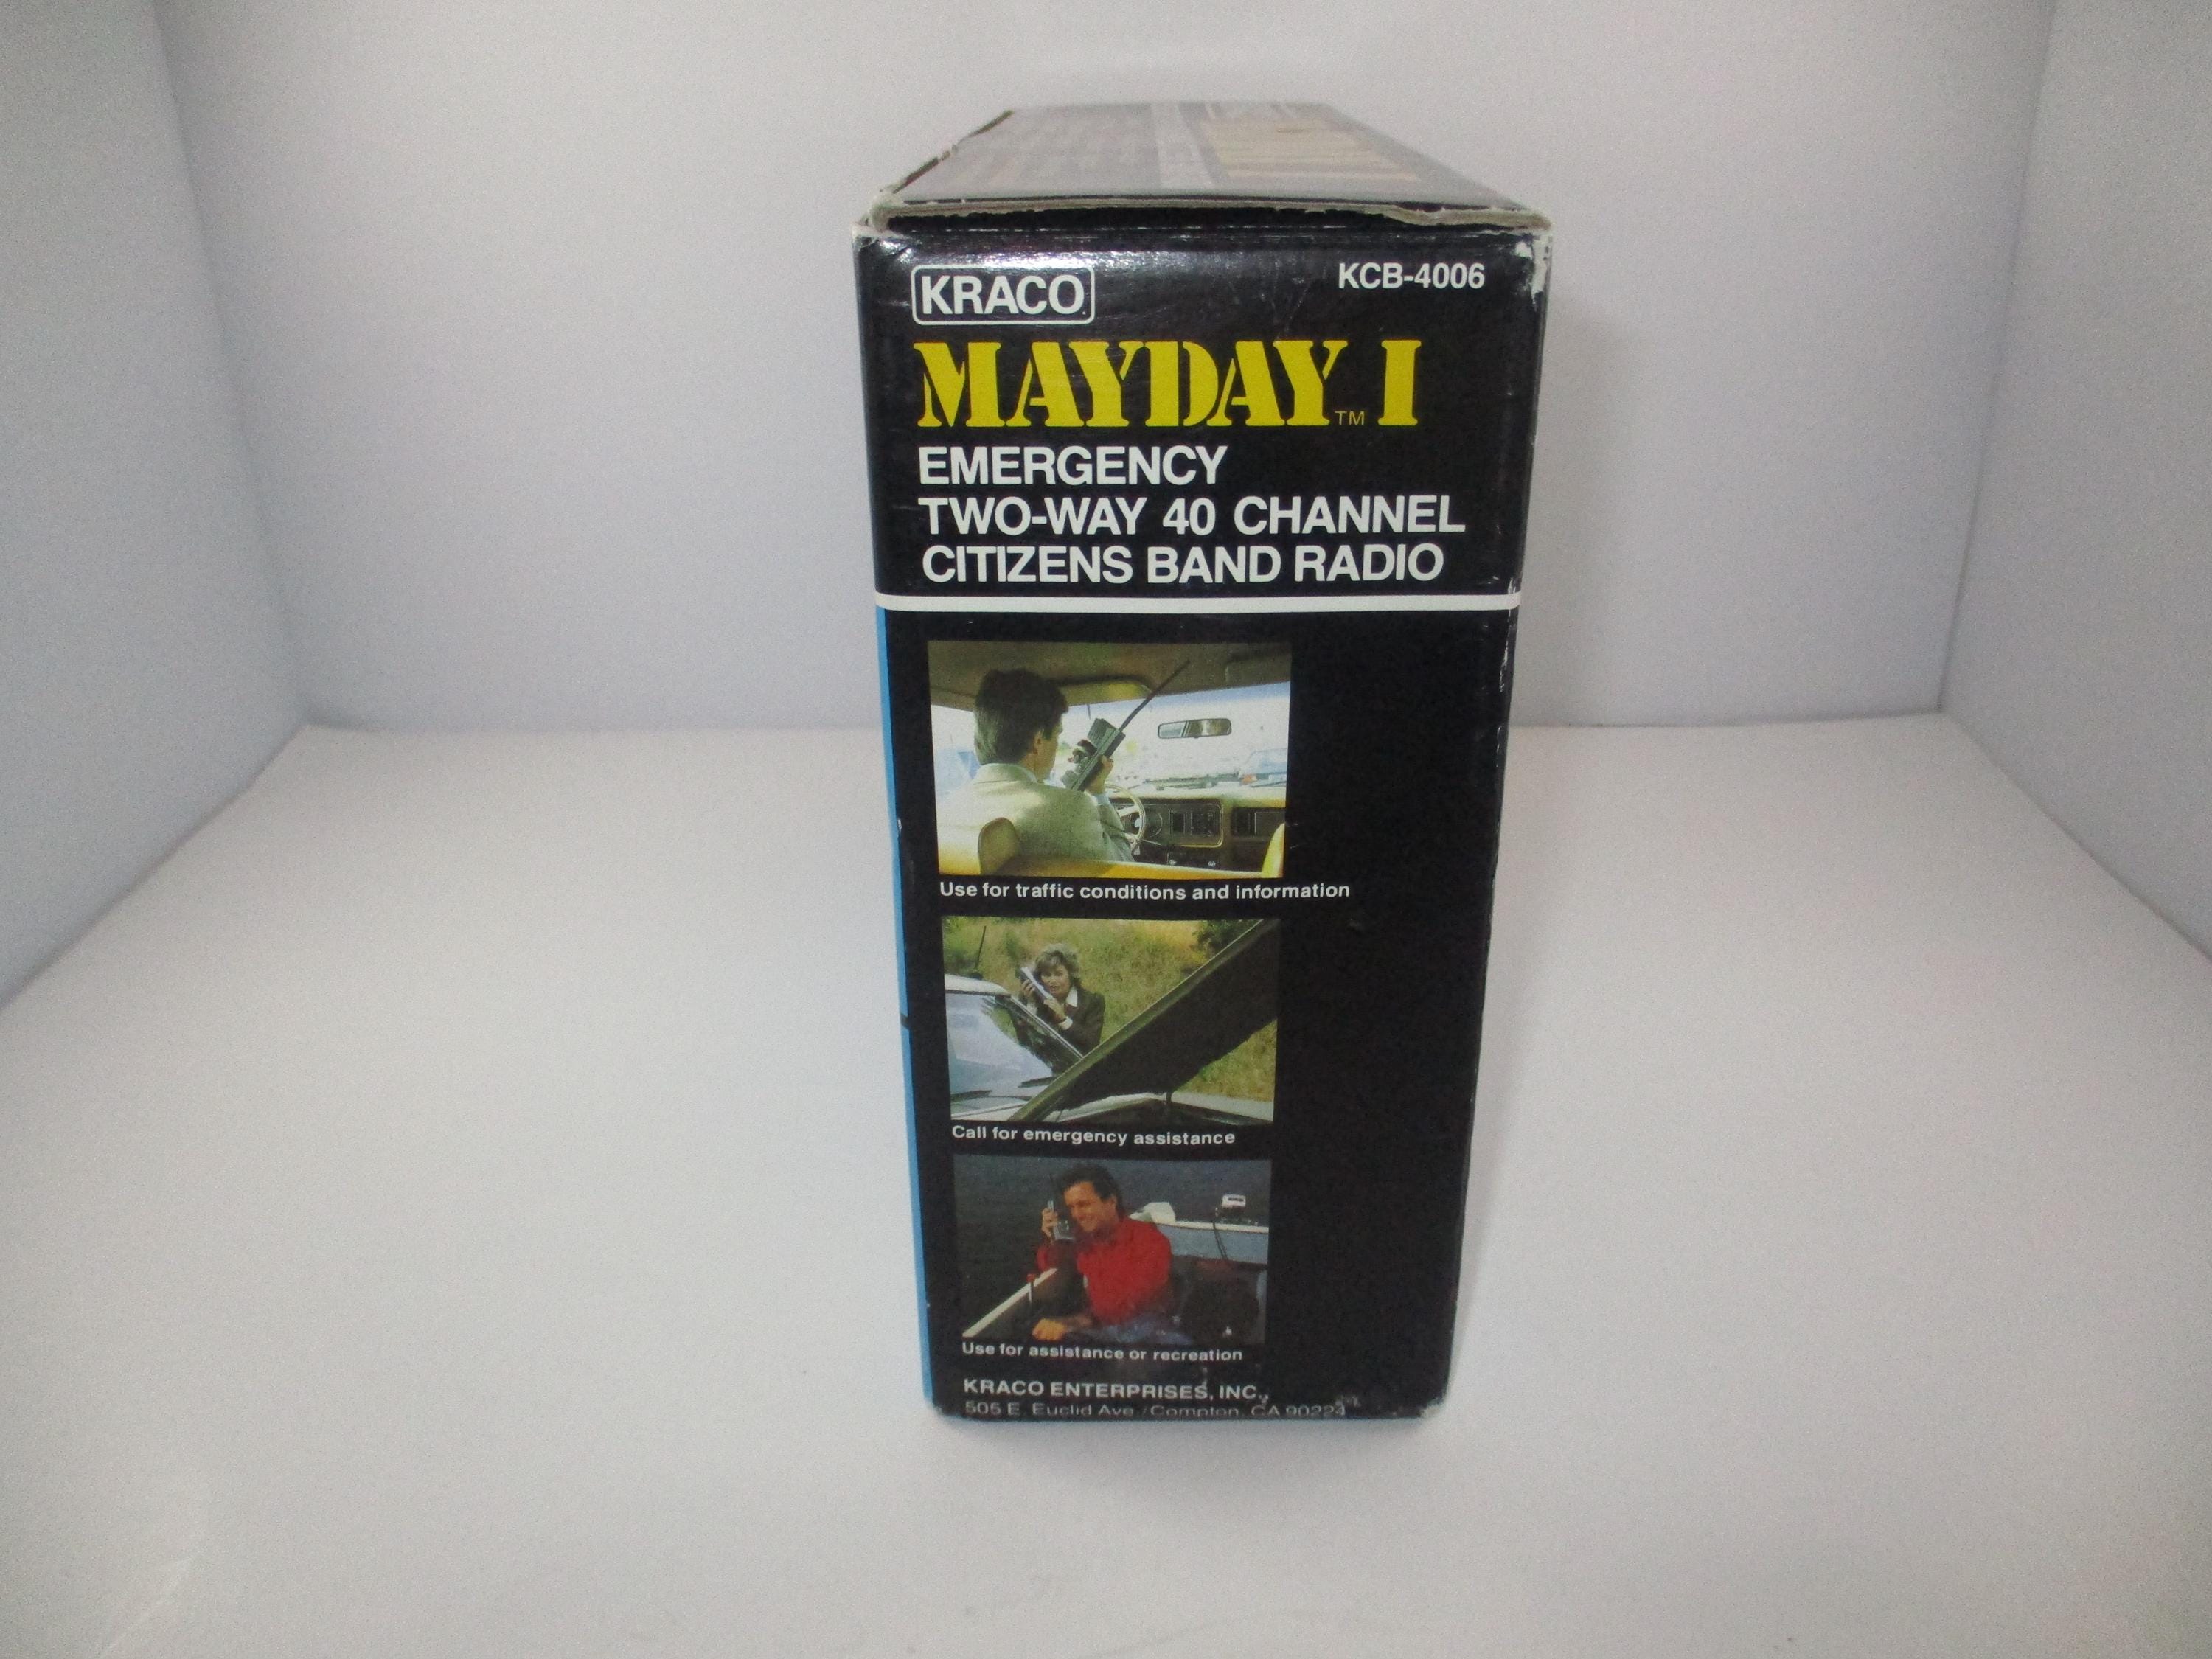 KRACO
KCB-4006
MAYDAY™ I
EMERGENCY
TWO-WAY 40 CHANNEL
CITIZENS BAND RADIO
Use for traffic conditions and information
Call for emergency assistance
Use for assistance or recreation
KRACO ENTERPRISES, INC.,
505 E. Euclid Ave./Compton, CA 90224